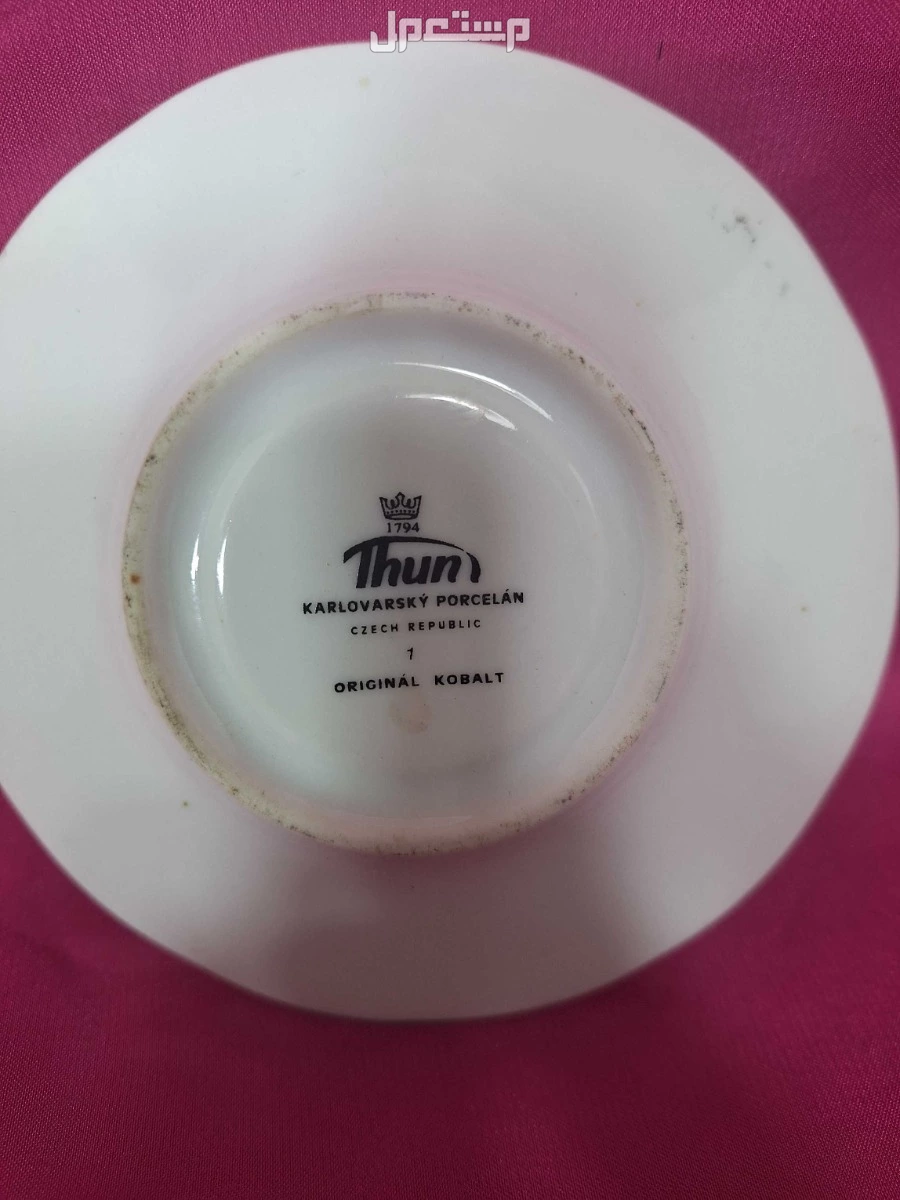 مستعمل
1794
Thun
KARLOVARSKÝ PORCELÁN
CZECH REPUBLIC
1
ORIGINÁL KOBALT